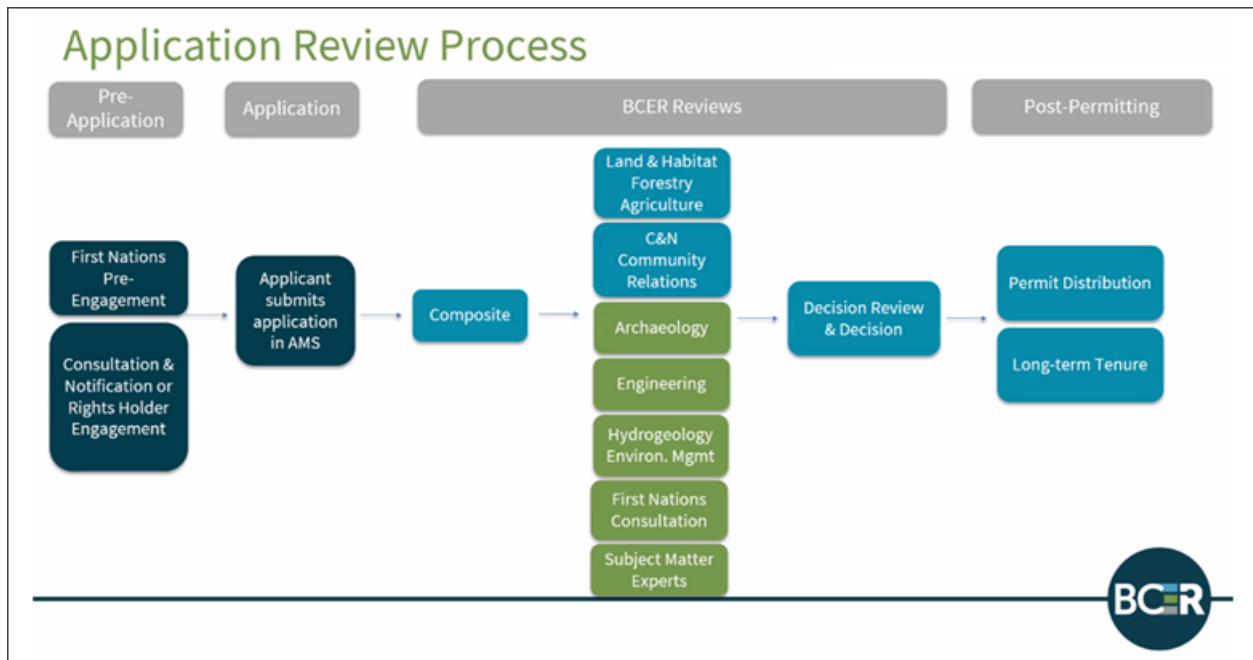 Application Review Process
Pre-
Application
Application
BCER Reviews
Post-Permitting
First Nations
Pre-
Engagement
Consultation &
Notification or
Rights Holder
Engagement
Applicant
submits
application
in AMS
Composite
Land & Habitat
Forestry
Agriculture
C&N
Community
Relations
Archaeology
Engineering
Hydrogeology
Environ. Mgmt
First Nations
Consultation
Subject Matter
Experts
Decision Review
& Decision
Permit Distribution
Long-term Tenure
BCER